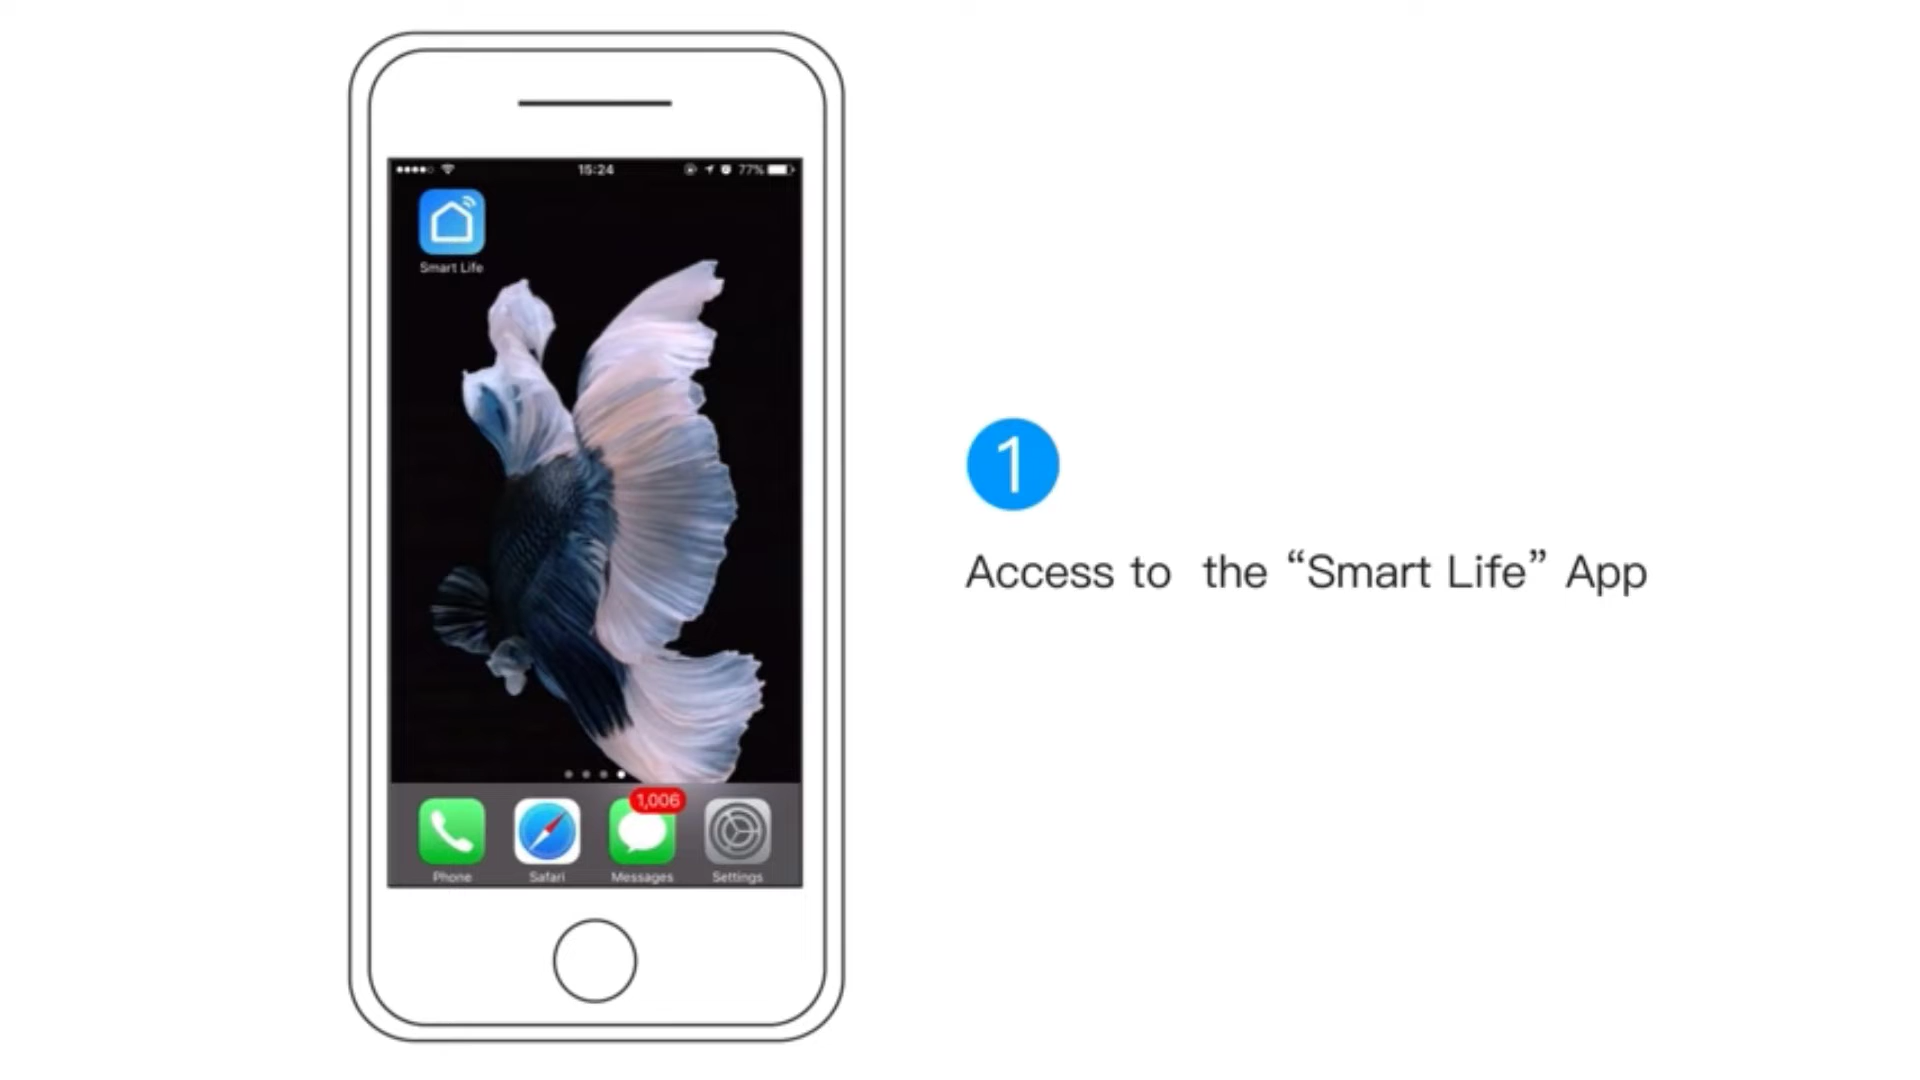 15:24
77%
Smart Life
1
Access to  the “Smart Life” App
1,006
Phone
Safari
Messages
Settings